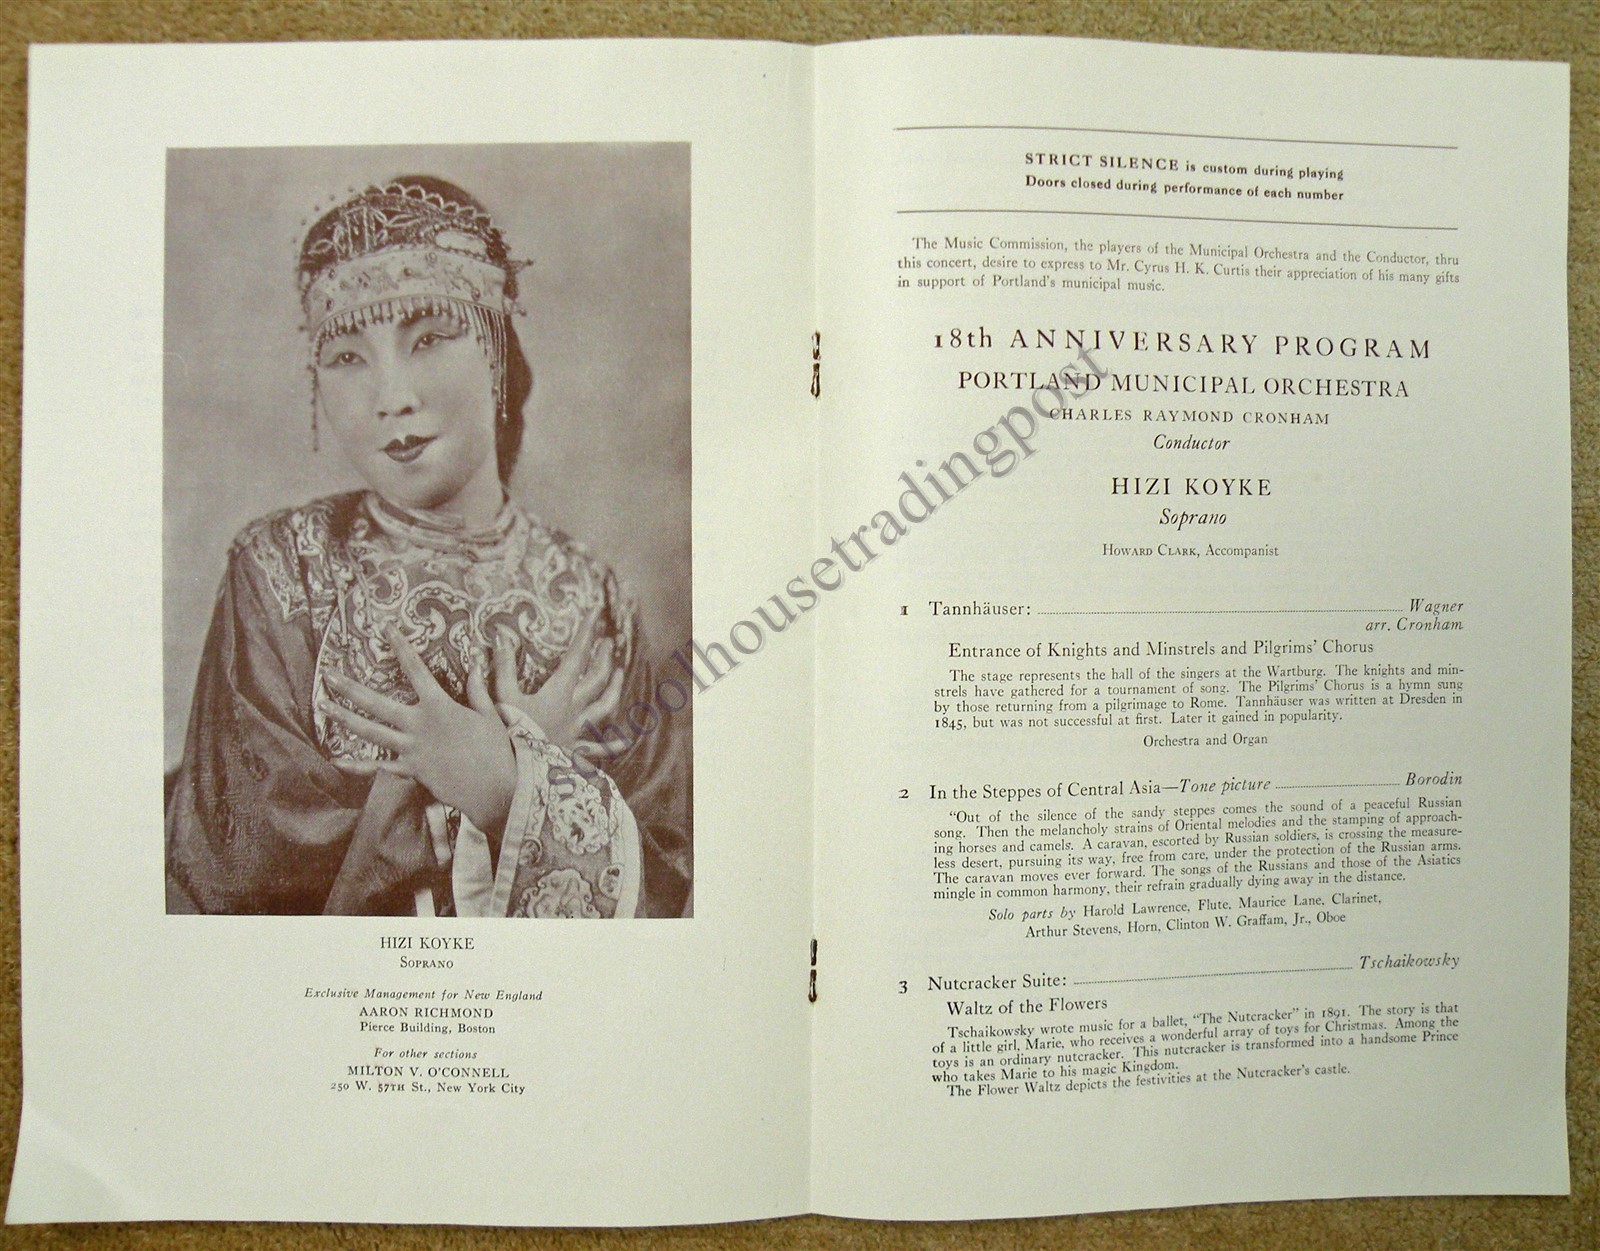 HIZI KOYKE
SOPRANO
Exclusive Management for New England
AARON RICHMOND
Pierce Building, Boston
For other sections
MILTON V. O'CONNELL
250 W. 57TH St., New York City
STRICT SILENCE is custom during playing
Doors closed during performance of each number
The Music Commission, the players of the Municipal Orchestra and the Conductor, thru
this concert, desire to express to Mr. Cyrus H. K. Curtis their appreciation of his many gifts
in support of Portland's municipal music.
18th ANNIVERSARY PROGRAM
PORTLAND MUNICIPAL ORCHESTRA
CHARLES RAYMOND CRONHAM
Conductor
HIZI KOYKE
Soprano
HOWARD CLARK, Accompanist
1 Tannhäuser: Wagner
arr. Cronham
Entrance of Knights and Minstrels and Pilgrims' Chorus
The stage represents the hall of the singers at the Wartburg. The knights and min-
strels have gathered for a tournament of song. The Pilgrims' Chorus is a hymn sung
by those returning from a pilgrimage to Rome. Tannhäuser was written at Dresden in
1845, but was not successful at first. Later it gained in popularity.
Orchestra and Organ
2 In the Steppes of Central Asia—Tone picture Borodin
"Out of the silence of the sandy steppes comes the sound of a peaceful Russian
song. Then the melancholy strains of Oriental melodies and the stamping of approach-
ing horses and camels. A caravan, escorted by Russian soldiers, is crossing the measure-
less desert, pursuing its way, free from care, under the protection of the Russian arms.
The caravan moves ever forward. The songs of the Russians and those of the Asiatics
mingle in common harmony, their refrain gradually dying away in the distance.
Solo parts by Harold Lawrence, Flute, Maurice Lane, Clarinet,
Arthur Stevens, Horn, Clinton W. Graffam, Jr., Oboe
3 Nutcracker Suite: Tschaikowsky
Waltz of the Flowers
Tschaikowsky wrote music for a ballet, "The Nutcracker" in 1891. The story is that
of a little girl, Marie, who receives a wonderful array of toys for Christmas. Among the
toys is an ordinary nutcracker. This nutcracker is transformed into a handsome Prince
who takes Marie to his magic Kingdom.
The Flower Waltz depicts the festivities at the Nutcracker's castle.
schoolhousetradingpost